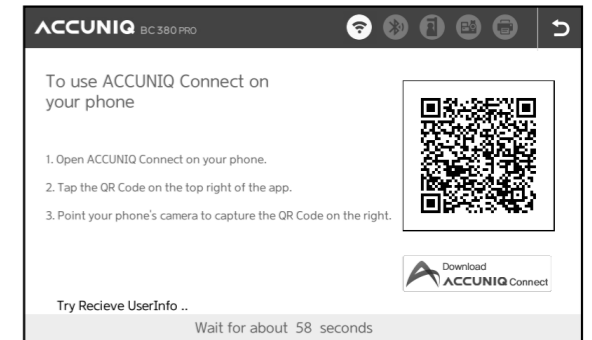 ACCUNIQ BC380 PRO
To use ACCUNIQ Connect on
your phone
1. Open ACCUNIQ Connect on your phone.
2. Tap the QR Code on the top right of the app.
3. Point your phone's camera to capture the QR Code on the right.
Download
ACCUNIQ Connect
Try Recieve UserInfo ..
Wait for about 58 seconds